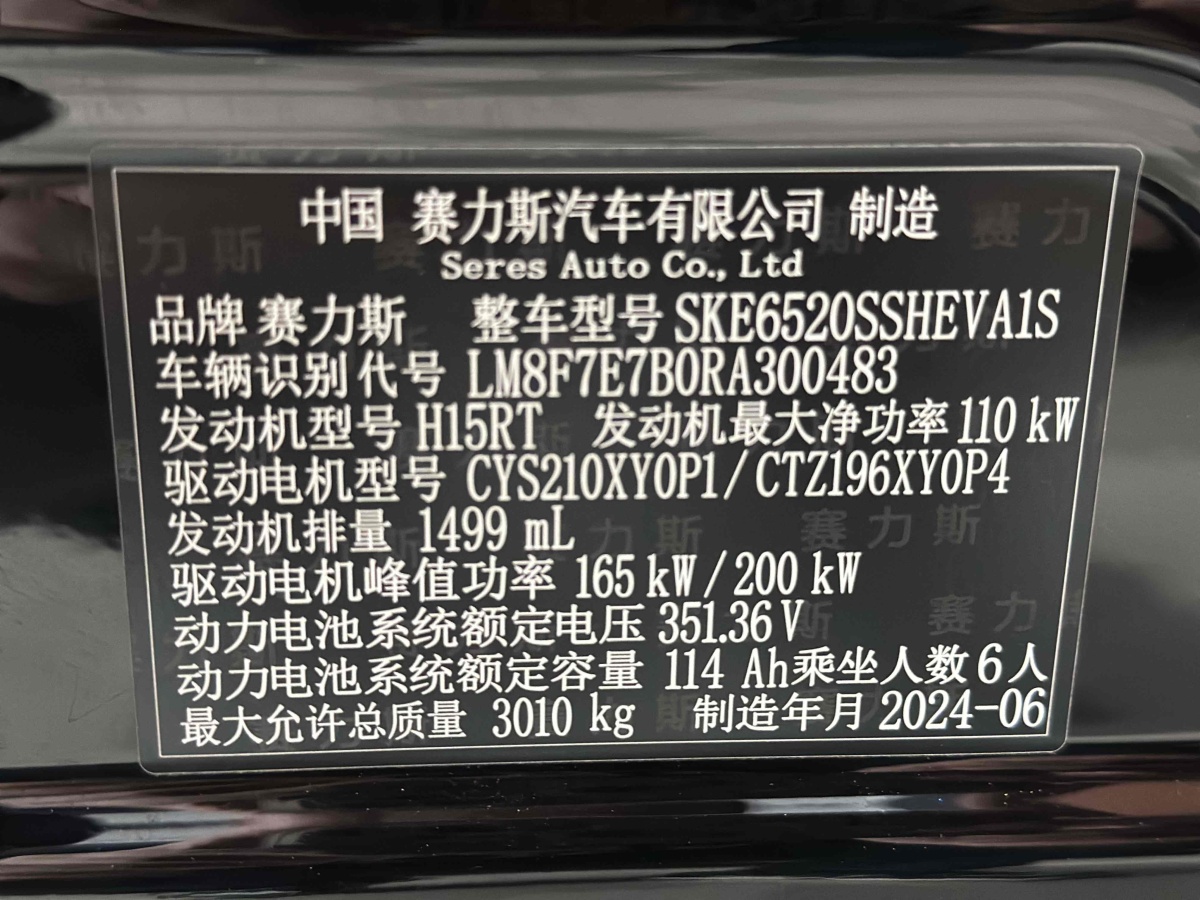 中国 赛力斯汽车有限公司 制造
Seres Auto Co., Ltd
品牌 赛力斯 整车型号 SKE6520SSHEVA1S
车辆识别代号 LM8F7E7B0RA300483
发动机型号 H15RT 发动机最大净功率 110 kW
驱动电机型号 CYS210XY0P1/CTZ196XY0P4
发动机排量 1499 mL
驱动电机峰值功率 165 kW/200 kW
动力电池系统额定电压 351.36 V
动力电池系统额定容量 114 Ah 乘坐人数 6 人
最大允许总质量 3010 kg 制造年月 2024-06